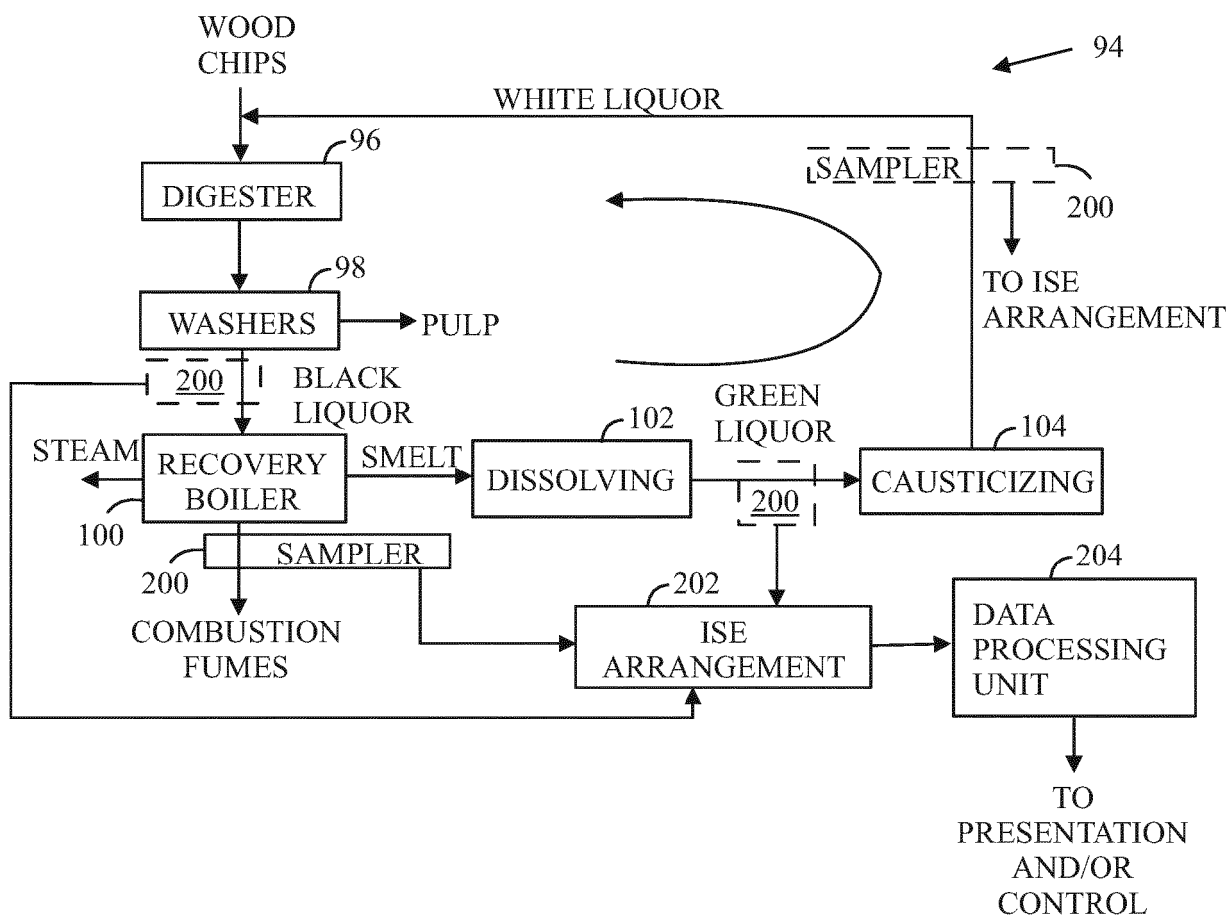 WOOD
CHIPS
94
WHITE LIQUOR
96
SAMPLER
DIGESTER
200
98
TO ISE
ARRANGEMENT
WASHERS
PULP
200
BLACK
LIQUOR
GREEN
LIQUOR
102
104
STEAM
RECOVERY
BOILER
SMELT
DISSOLVING
200
CAUSTICIZING
100
SAMPLER
200
202
204
COMBUSTION
FUMES
ISE
ARRANGEMENT
DATA
PROCESSING
UNIT
TO
PRESENTATION
AND/OR
CONTROL